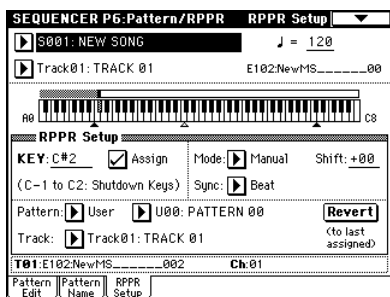 SEQUENCER P6:Pattern/RPPR RPPR Setup
S001: NEW SONG ♩ = 120
Track01: TRACK 01 E102:NewMS______00
A0 C8
RPPR Setup
KEY: C#2 Assign Mode: Manual Shift: +00
(C-1 to C2: Shutdown Keys) Sync: Beat
Pattern: User U00: PATTERN 00 Revert
Track: Track01: TRACK 01 (to last assigned)
T01:E102:NewMS______002 Ch:01
Pattern Edit Pattern Name RPPR Setup